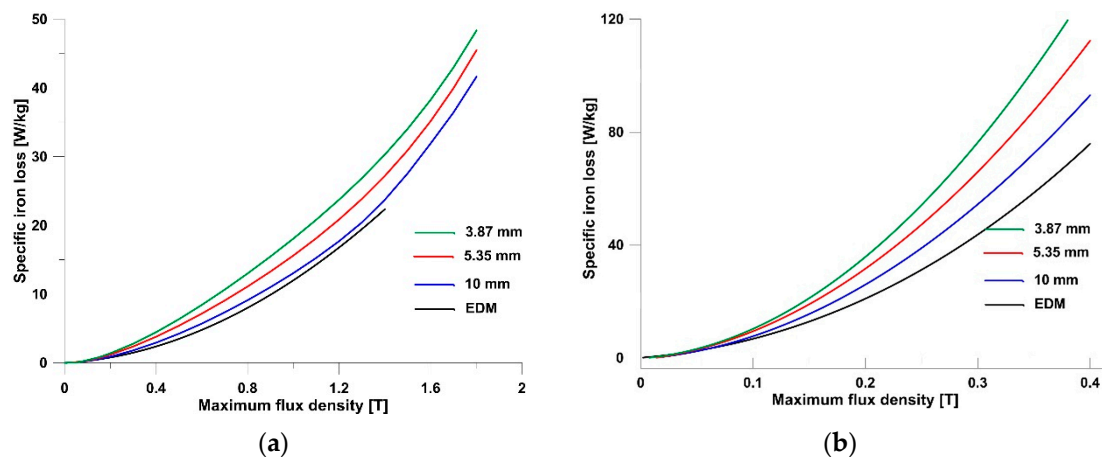 50
40
30
20
10
0
Specific iron loss [W/kg]
3.87 mm
5.35 mm
10 mm
EDM
0 0.4 0.8 1.2 1.6 2
Maximum flux density [T]
(a)
120
80
40
0
Specific iron loss [W/kg]
3.87 mm
5.35 mm
10 mm
EDM
0 0.1 0.2 0.3 0.4
Maximum flux density [T]
(b)